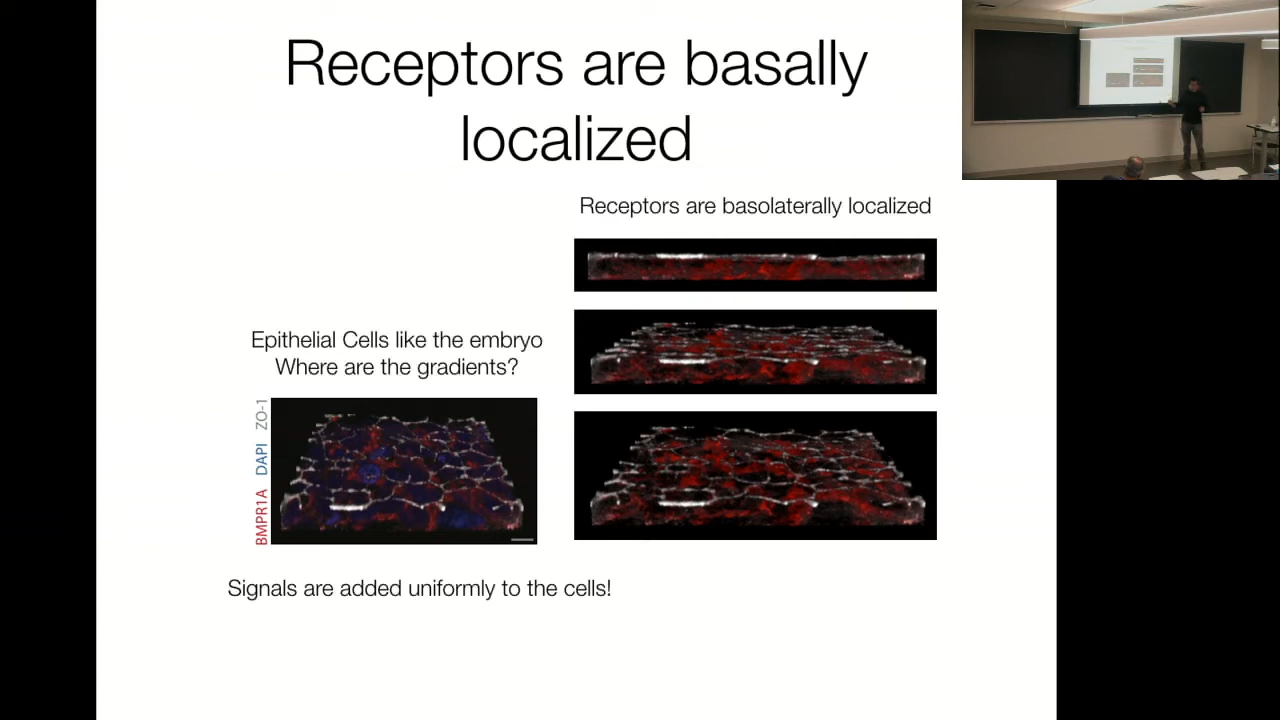 Receptors are basally
localized
Receptors are basolaterally localized
Epithelial Cells like the embryo
Where are the gradients?
BMPR1A DAPI ZO-1
Signals are added uniformly to the cells!